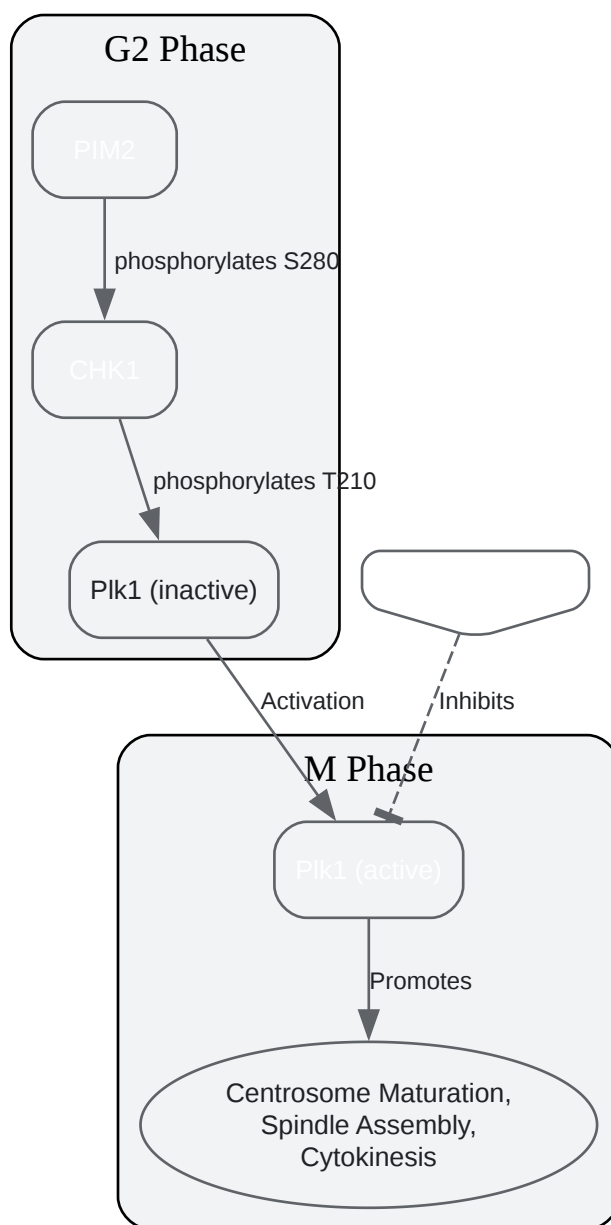 G2 Phase
PIM2
phosphorylates S280
CHK1
phosphorylates T210
Plk1 (inactive)
Activation
Inhibits
M Phase
Plk1 (active)
Promotes
Centrosome Maturation,
Spindle Assembly,
Cytokinesis